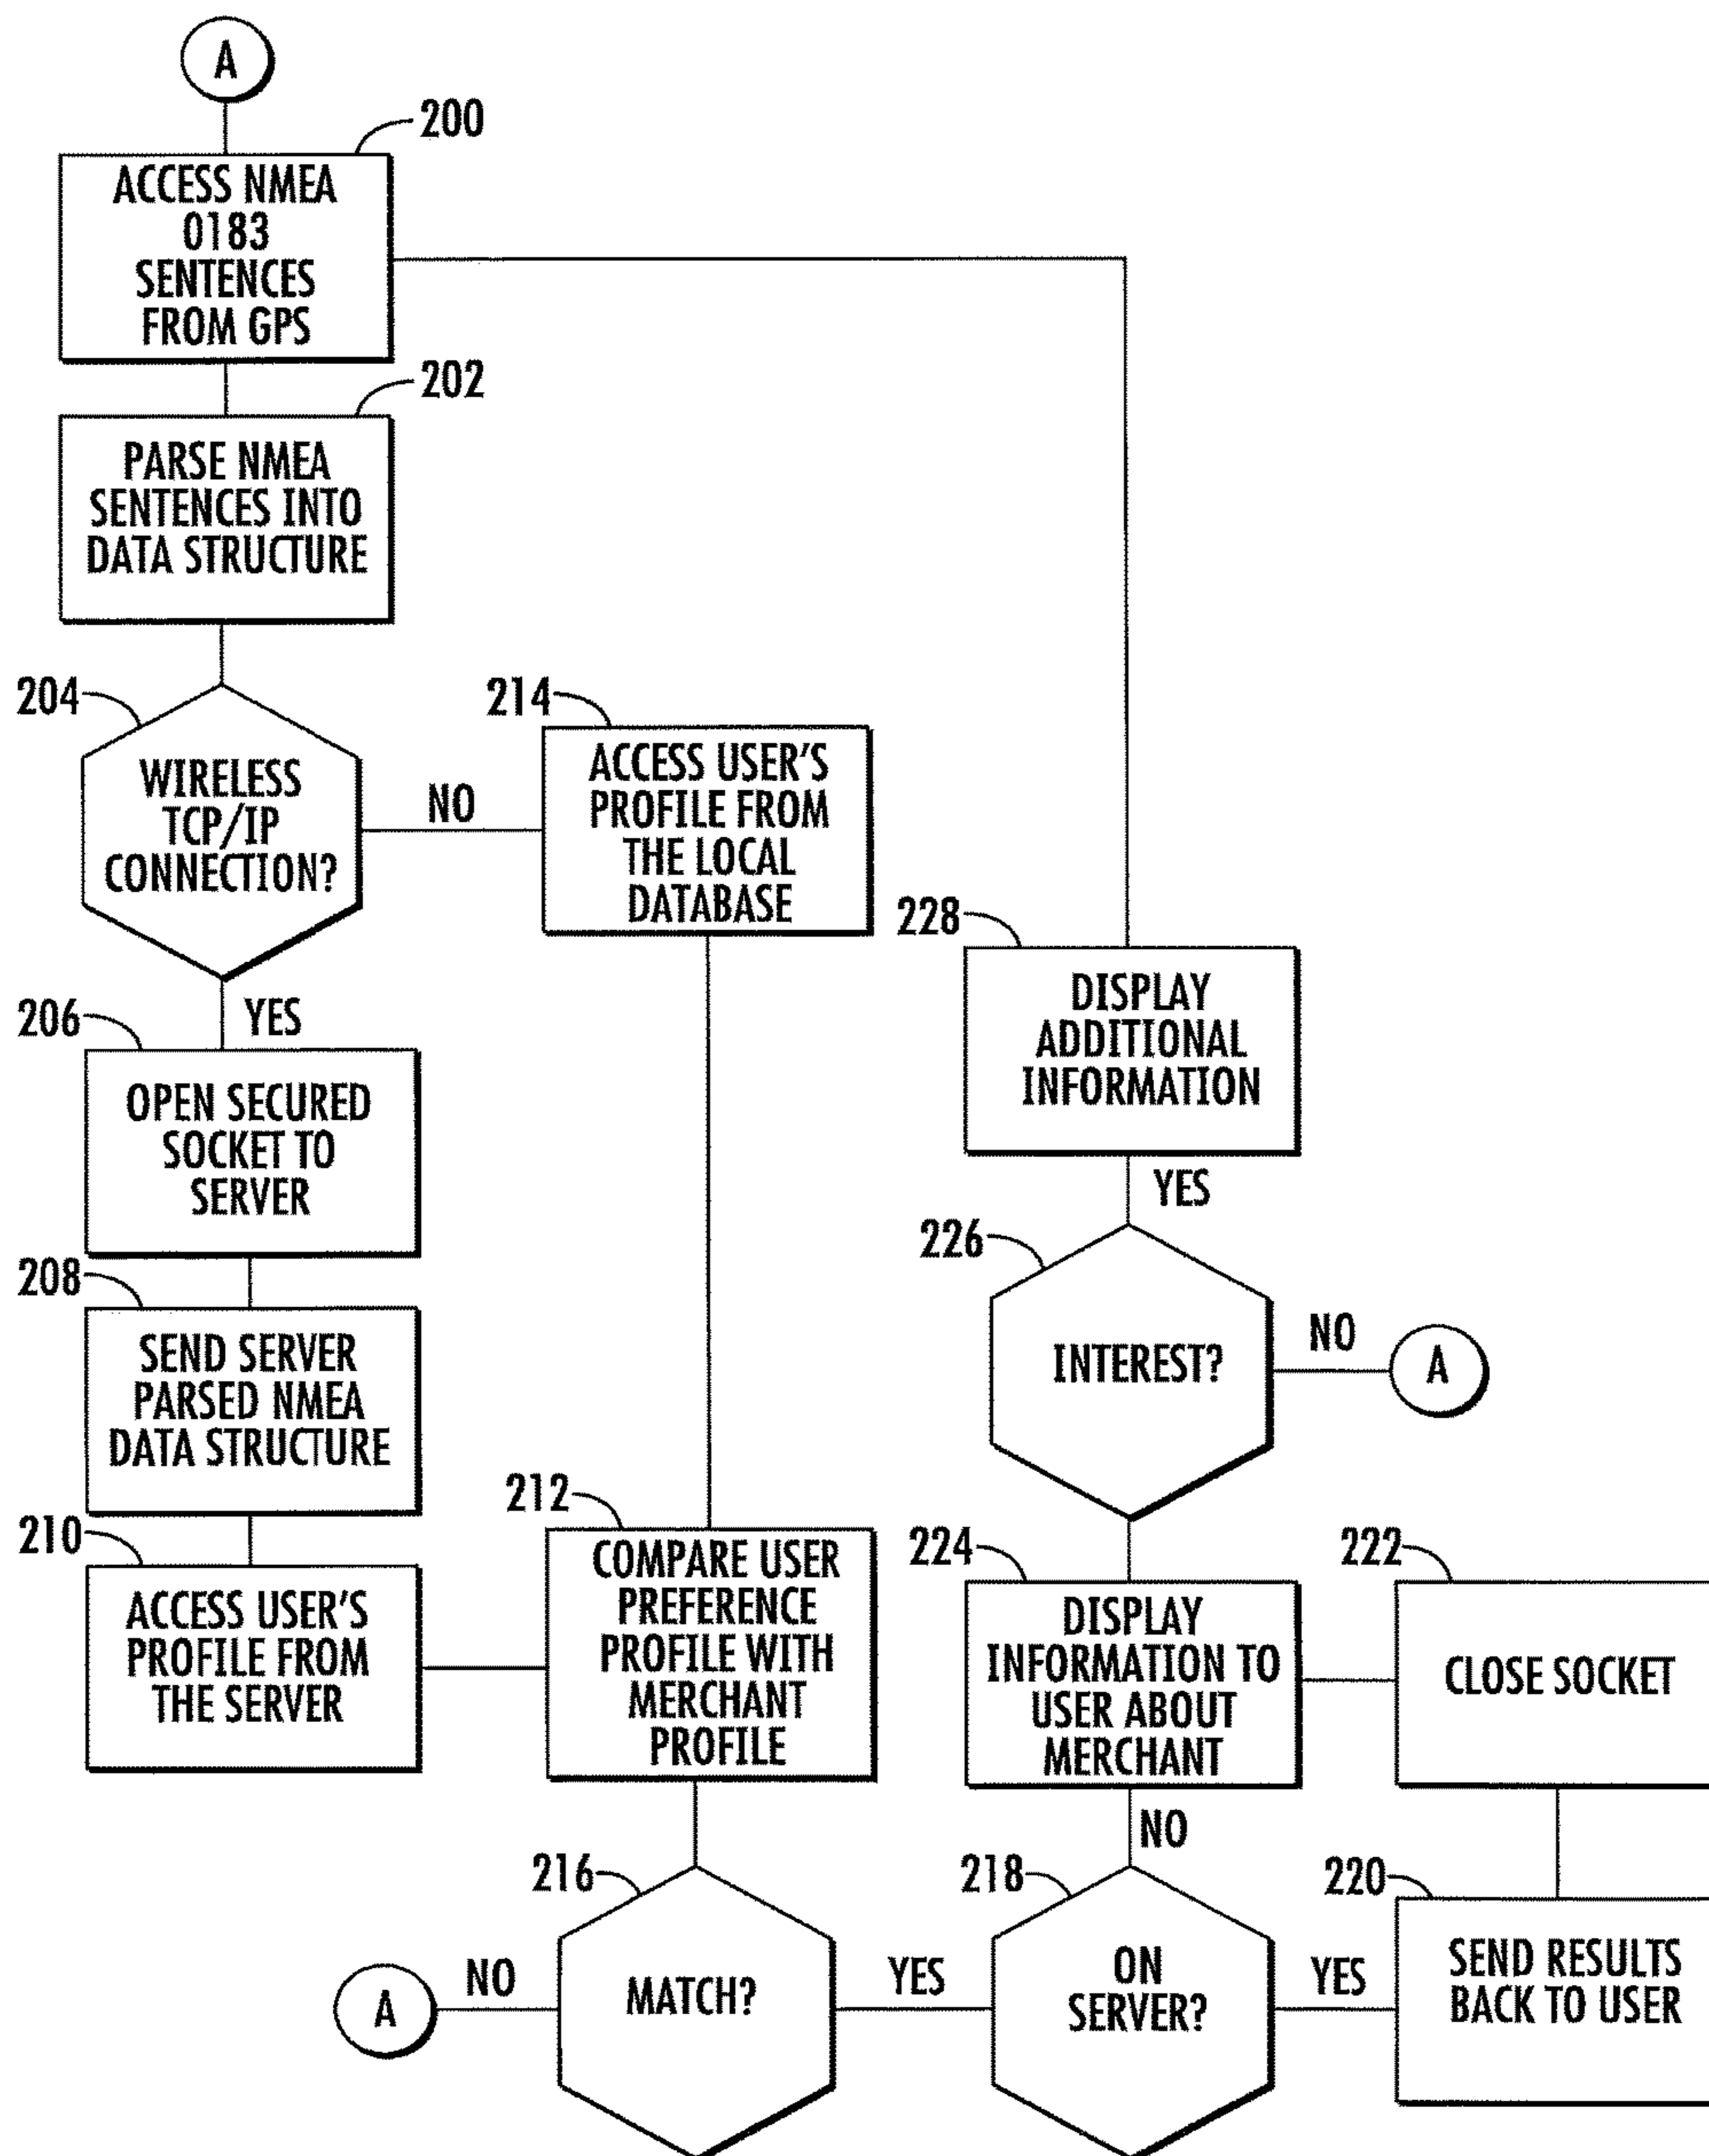 A
200
ACCESS NMEA
0183
SENTENCES
FROM GPS
202
PARSE NMEA
SENTENCES INTO
DATA STRUCTURE
204
WIRELESS
TCP/IP
CONNECTION?
NO
214
ACCESS USER'S
PROFILE FROM
THE LOCAL
DATABASE
YES
206
OPEN SECURED
SOCKET TO
SERVER
208
SEND SERVER
PARSED NMEA
DATA STRUCTURE
210
ACCESS USER'S
PROFILE FROM
THE SERVER
212
COMPARE USER
PREFERENCE
PROFILE WITH
MERCHANT
PROFILE
216
MATCH?
NO
A
YES
218
ON
SERVER?
YES
220
SEND RESULTS
BACK TO USER
222
CLOSE SOCKET
NO
224
DISPLAY
INFORMATION TO
USER ABOUT
MERCHANT
226
INTEREST?
NO
A
YES
228
DISPLAY
ADDITIONAL
INFORMATION